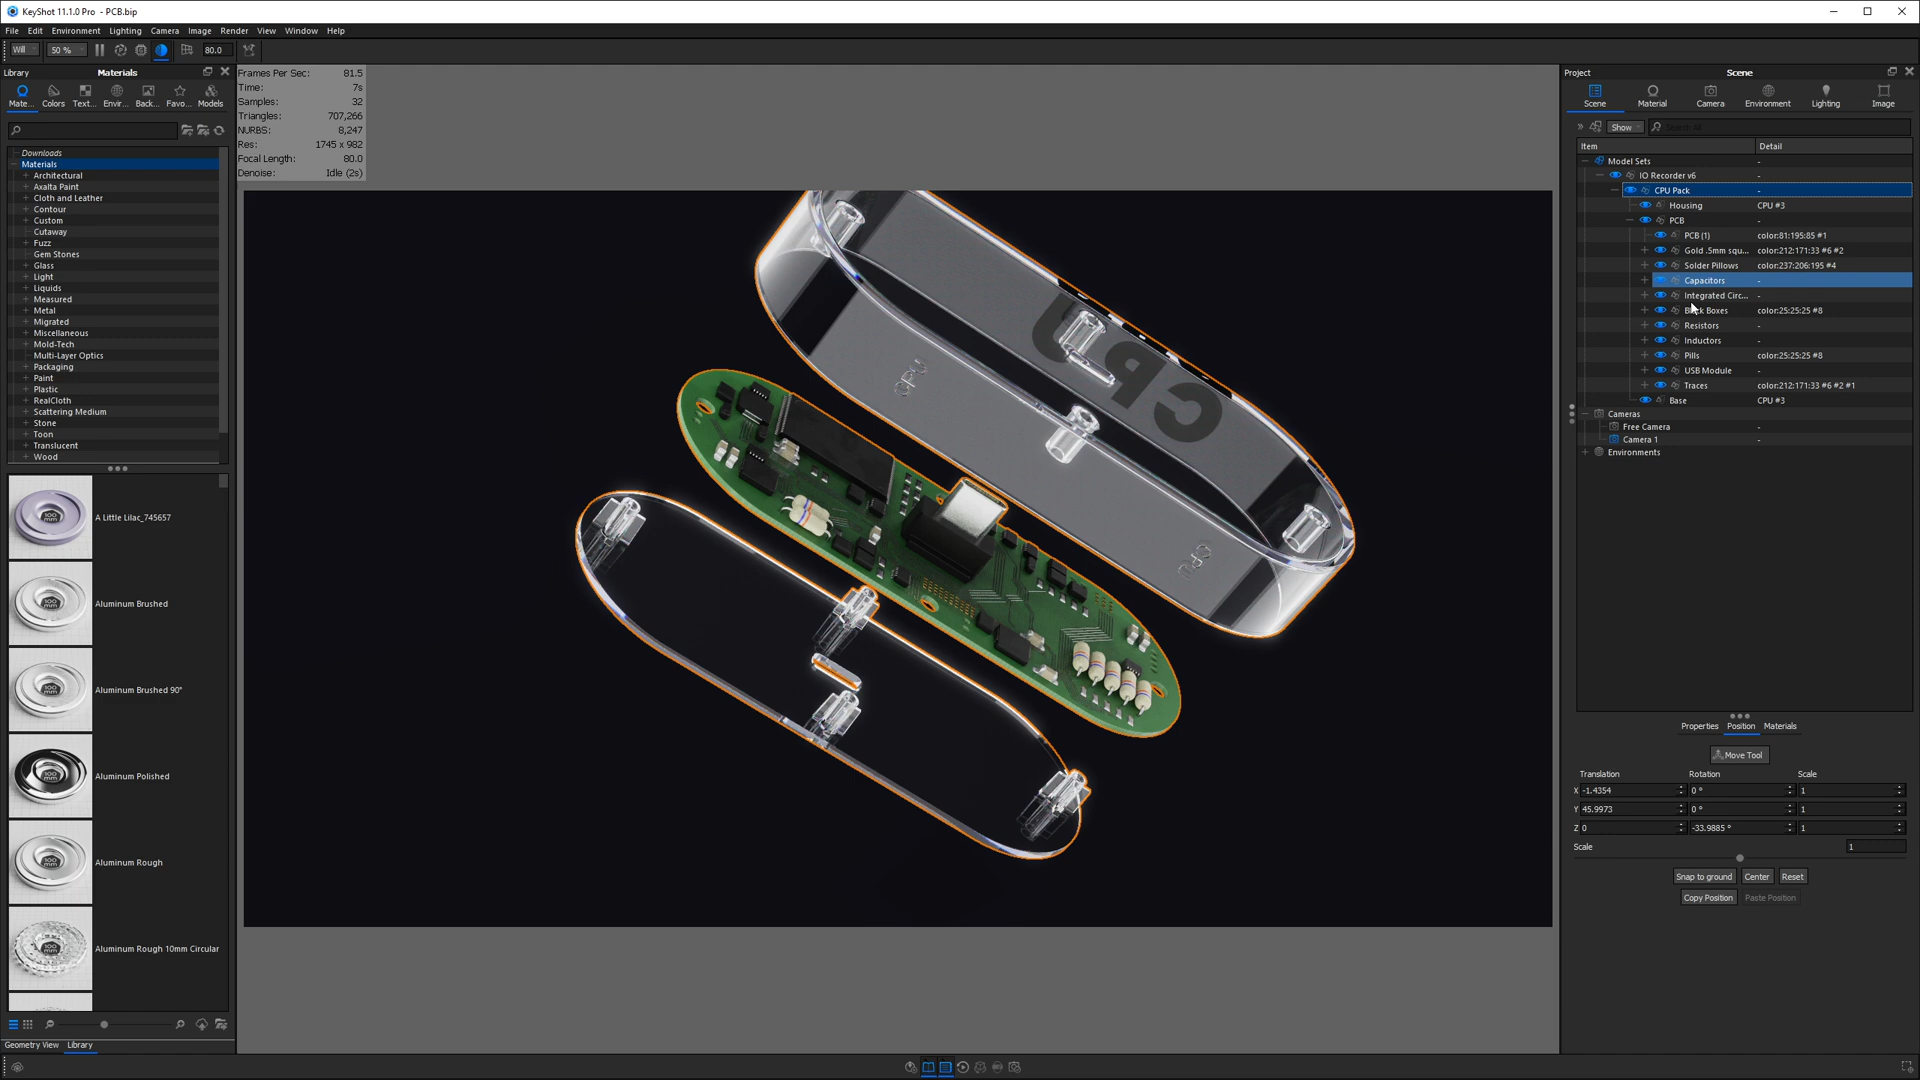 KeyShot 11.1.0 Pro - PCB.bip
File Edit Environment Lighting Camera Image Render View Window Help
Will 50 % 80.0
Library Materials
Mate... Colors Text... Envir... Back... Favo... Models
Downloads
Materials
Architectural
Axalta Paint
Cloth and Leather
Contour
Custom
Cutaway
Fuzz
Gem Stones
Glass
Light
Liquids
Measured
Metal
Migrated
Miscellaneous
Mold-Tech
Multi-Layer Optics
Packaging
Paint
Plastic
RealCloth
Scattering Medium
Stone
Toon
Translucent
Wood
A Little Lilac_745657
Aluminum Brushed
Aluminum Brushed 90°
Aluminum Polished
Aluminum Rough
Aluminum Rough 10mm Circular
Geometry View Library
Frames Per Sec: 81.5
Time: 7s
Samples: 32
Triangles: 707,266
NURBS: 8,247
Res: 1745 x 982
Focal Length: 80.0
Denoise: Idle (2s)
CPU
CPU
CPU
Project Scene
Scene Material Camera Environment Lighting Image
Show Search All
Item Detail
Model Sets -
IO Recorder v6 -
CPU Pack -
Housing CPU #3
PCB -
PCB (1) color:81:195:85 #1
Gold .5mm squ... color:212:171:33 #6 #2
Solder Pillows color:237:206:195 #4
Capacitors -
Integrated Circ... -
Black Boxes color:25:25:25 #8
Resistors -
Inductors -
Pills color:25:25:25 #8
USB Module -
Traces color:212:171:33 #6 #2 #1
Base CPU #3
Cameras
Free Camera -
Camera 1 -
Environments -
Properties Position Materials
Move Tool
Translation Rotation Scale
X -1.4354 0 ° 1
Y 45.9973 0 ° 1
Z 0 -33.9885 ° 1
Scale 1
Snap to ground Center Reset
Copy Position Paste Position